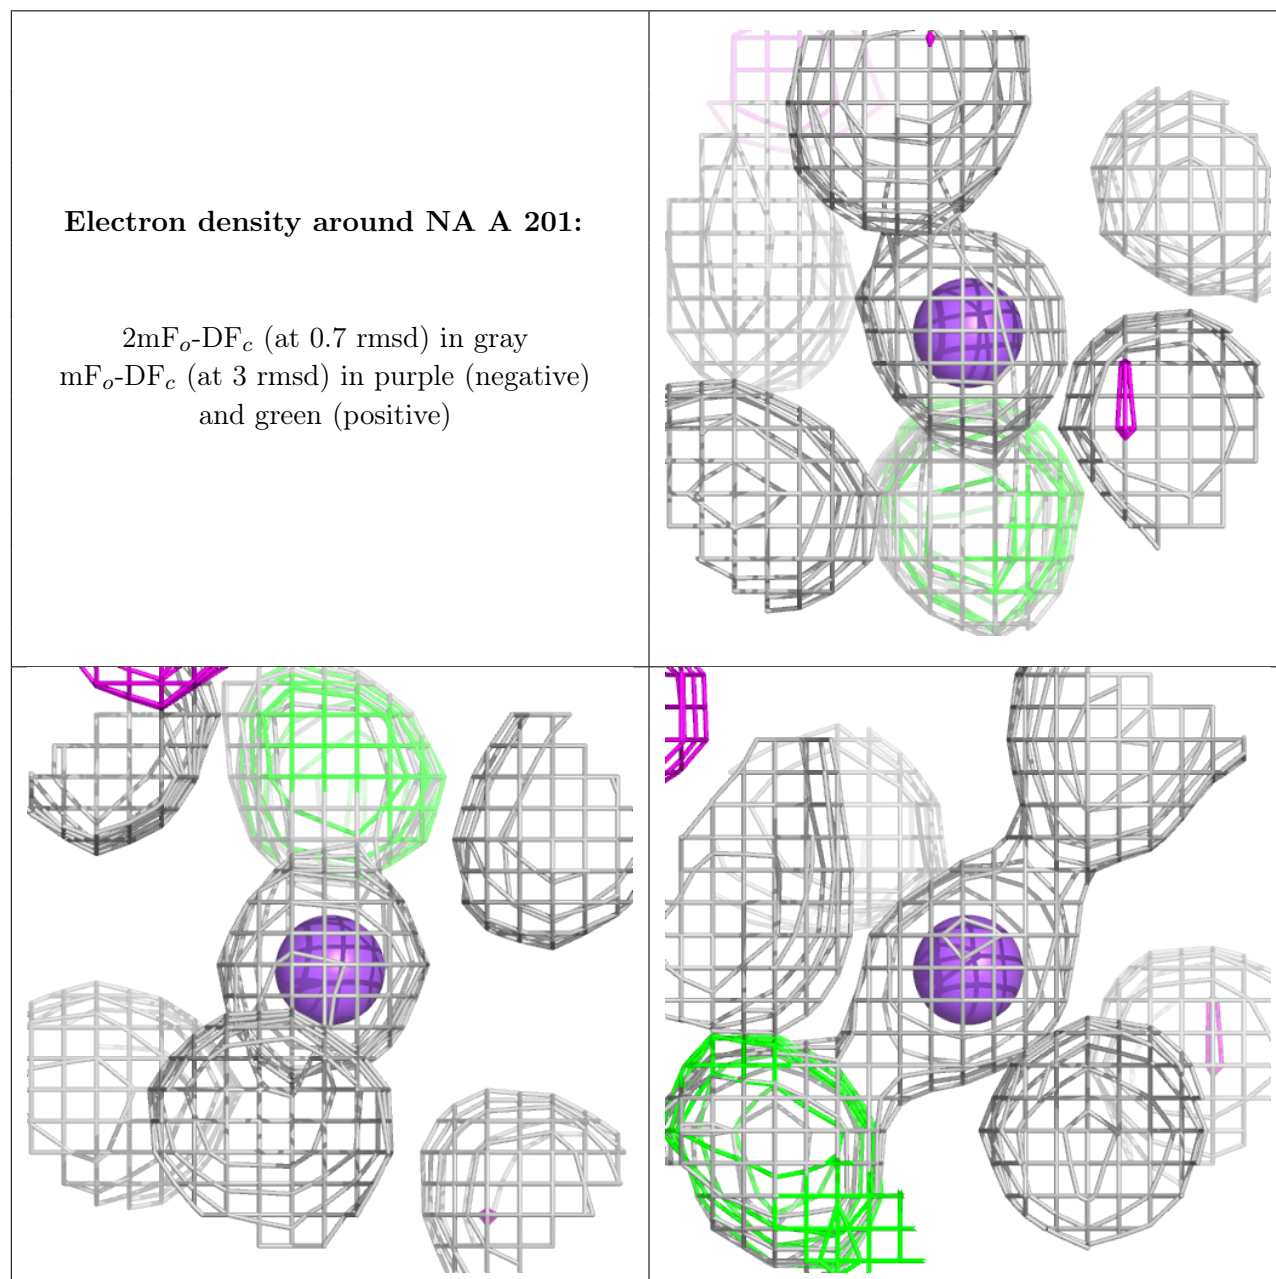 Electron density around NA A 201:
2mFo-DFc (at 0.7 rmsd) in gray
mFo-DFc (at 3 rmsd) in purple (negative)
and green (positive)